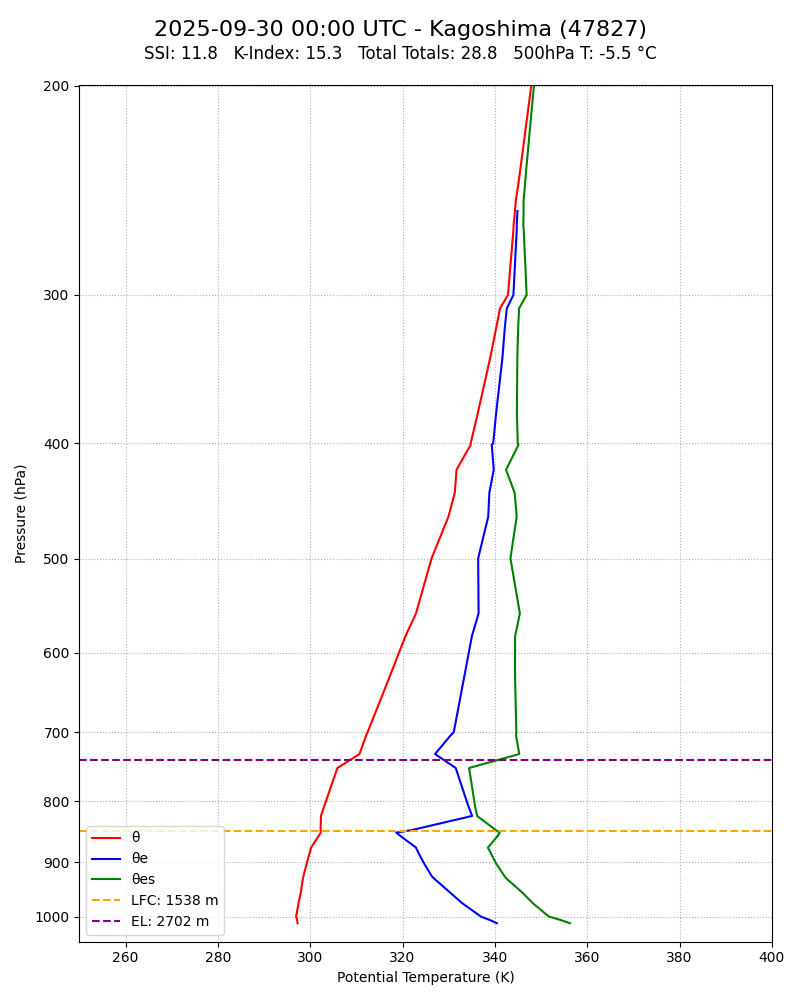 2025-09-30 00:00 UTC - Kagoshima (47827)
SSI: 11.8 K-Index: 15.3 Total Totals: 28.8 500hPa T: -5.5 °C
200
300
400
500
600
700
800
900
1000
Pressure (hPa)
θ
θe
θes
LFC: 1538 m
EL: 2702 m
260 280 300 320 340 360 380 400
Potential Temperature (K)